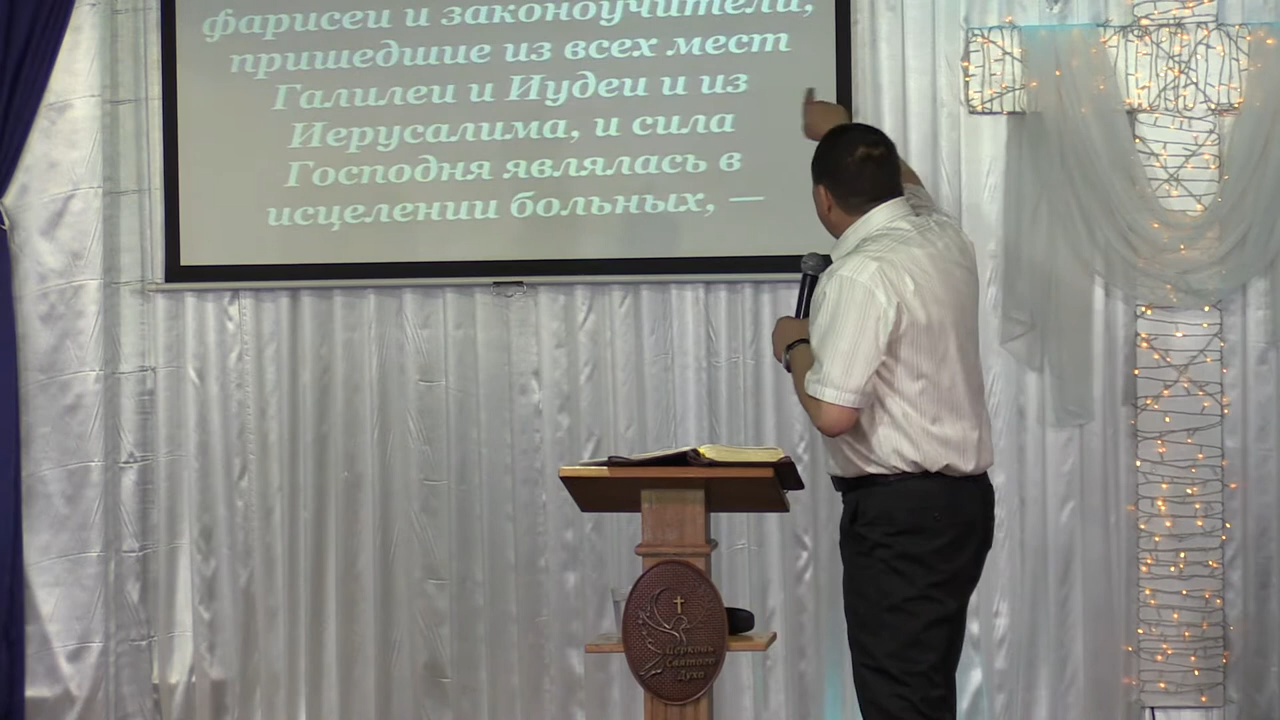 фарисеи и законоучители,
пришедшие из всех мест
Галилеи и Иудеи и из
Иерусалима, и сила
Господня являлась в
исцелении больных, —
Церковь
Святого
Духа